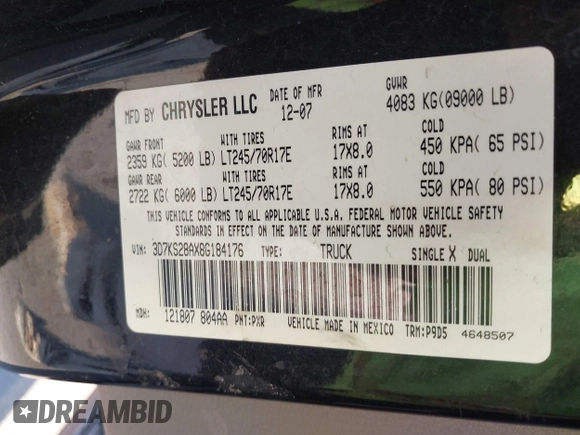 MFD BY CHRYSLER LLC DATE OF MFR 12-07 GVWR 4083 KG(09000 LB)
GAWR FRONT WITH TIRES RIMS AT COLD
2359 KG( 5200 LB) LT245/70R17E 17X8.0 450 KPA( 65 PSI)
GAWR REAR WITH TIRES RIMS AT COLD
2722 KG( 6000 LB) LT245/70R17E 17X8.0 550 KPA( 80 PSI)
THIS VEHICLE CONFORMS TO ALL APPLICABLE U.S.A. FEDERAL MOTOR VEHICLE SAFETY
STANDARDS IN EFFECT ON THE DATE OF MANUFACTURE SHOWN ABOVE.
VIN: 3D7KS28AX8G184176 TYPE: TRUCK SINGLE X DUAL
MDH: 121807 804AA PNT:PXR VEHICLE MADE IN MEXICO TRM:P9D5 4648507
DREAMBID